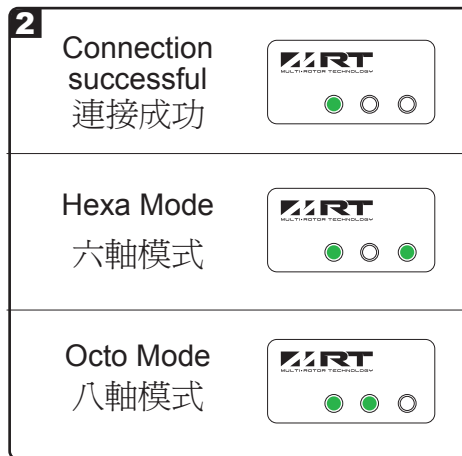 2
Connection
successful
連接成功
MRT
MULTI-ROTOR TECHNOLOGY
Hexa Mode
六軸模式
MRT
MULTI-ROTOR TECHNOLOGY
Octo Mode
八軸模式
MRT
MULTI-ROTOR TECHNOLOGY